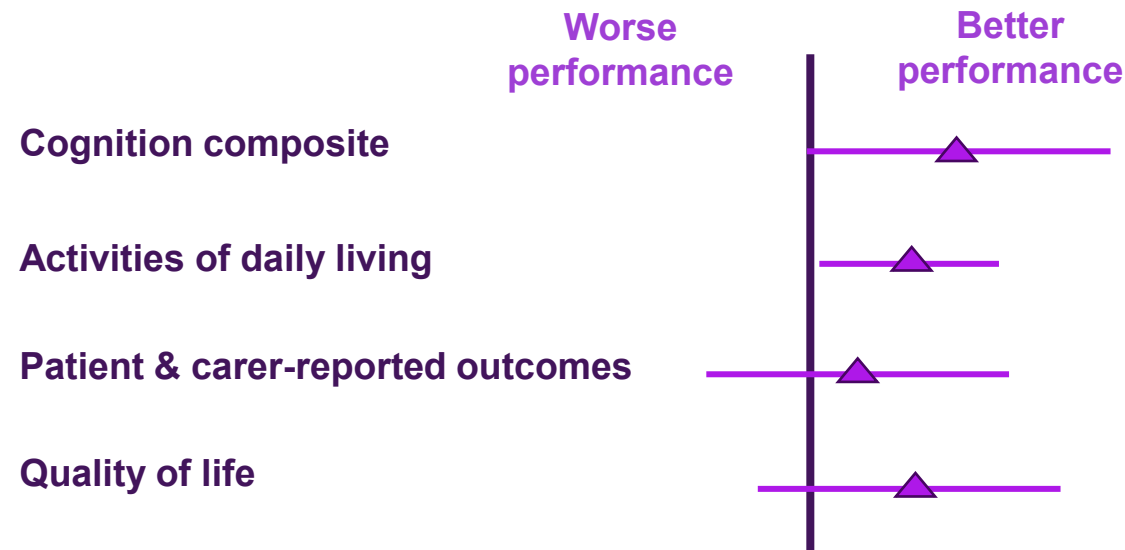 Worse
performance
Better
performance
Cognition composite
Activities of daily living
Patient & carer-reported outcomes
Quality of life